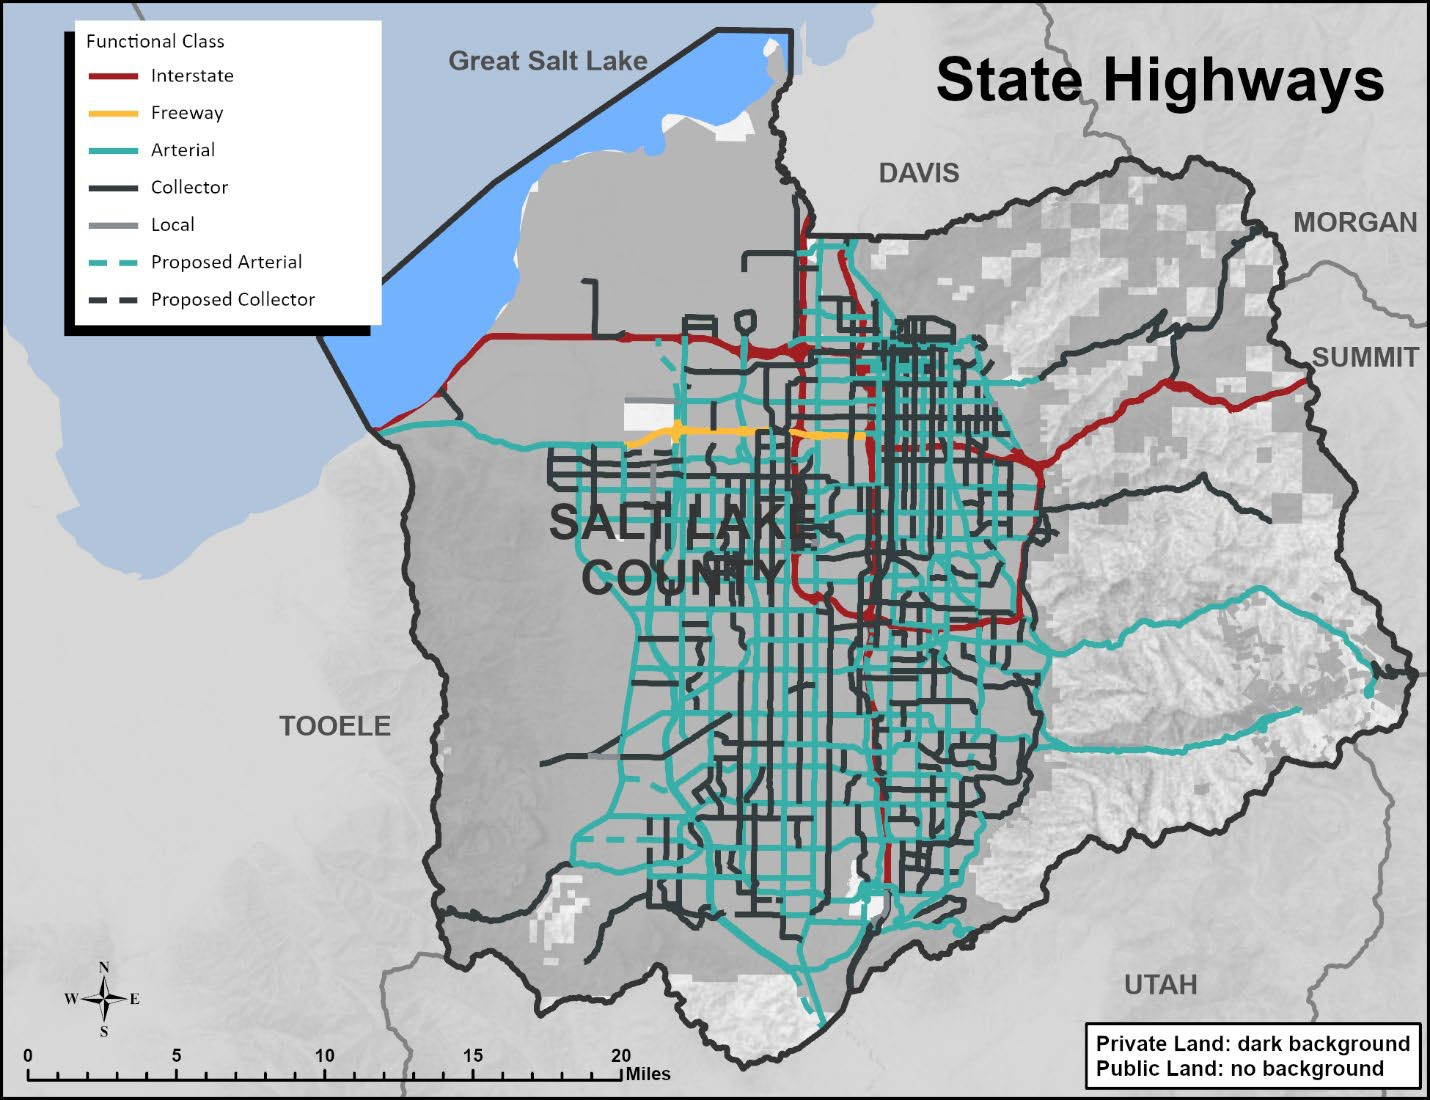 Functional Class
Interstate
Freeway
Arterial
Collector
Local
Proposed Arterial
Proposed Collector
Great Salt Lake
State Highways
DAVIS
MORGAN
SUMMIT
SALT LAKE
COUNTY
TOOELE
UTAH
N
W E
S
0 5 10 15 20
Miles
Private Land: dark background
Public Land: no background